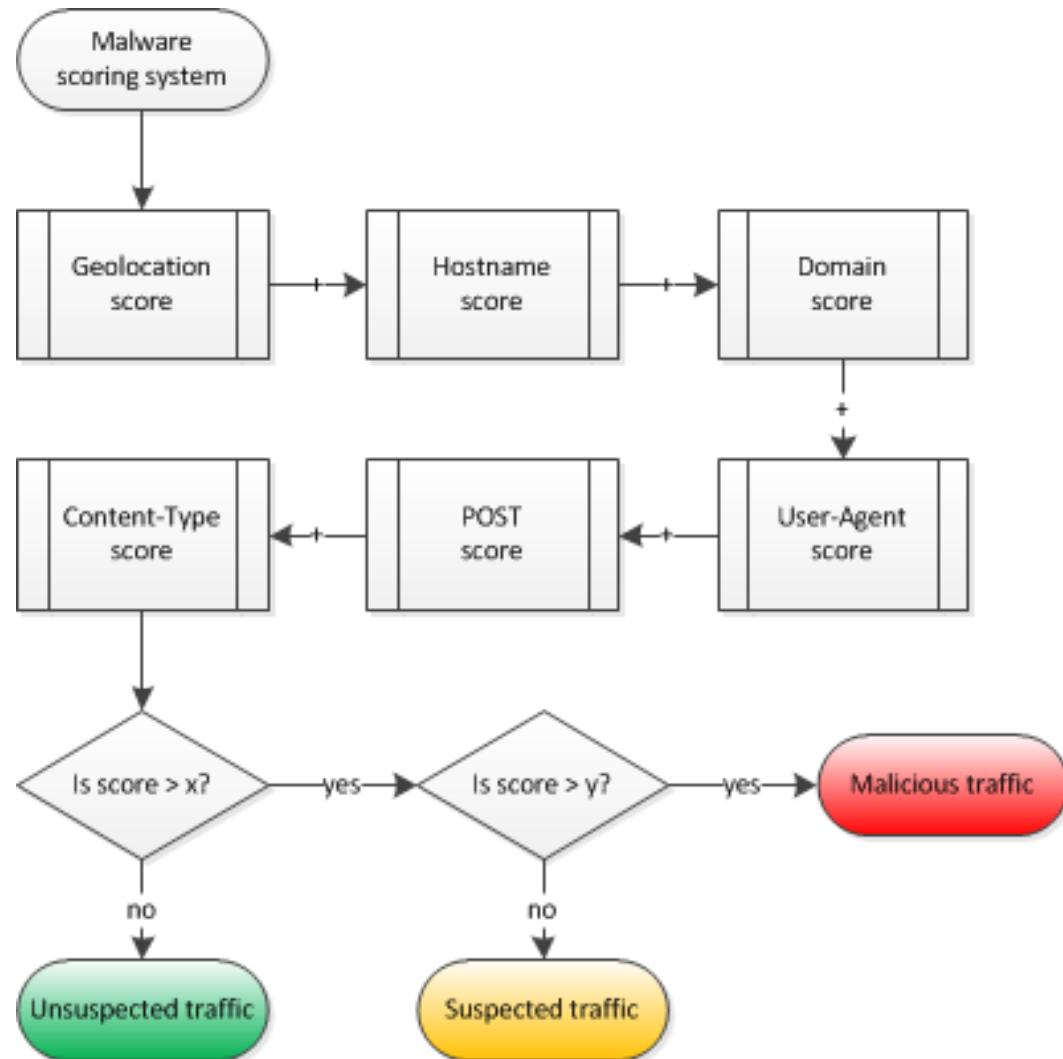 Malware
scoring system
Geolocation
score
+
Hostname
score
+
Domain
score
+
User-Agent
score
+
POST
score
+
Content-Type
score
Is score > x?
yes
Is score > y?
yes
Malicious traffic
no
no
Unsuspected traffic
Suspected traffic